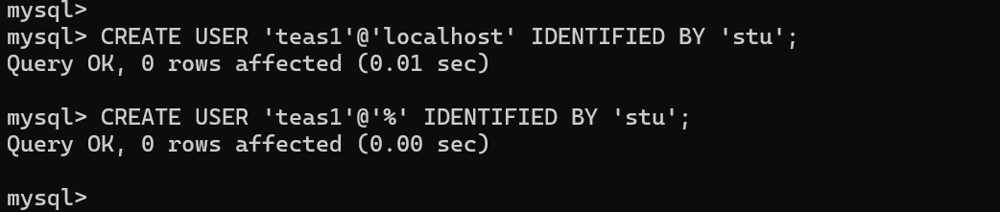 mysql>
mysql> CREATE USER 'teas1'@'localhost' IDENTIFIED BY 'stu';
Query OK, 0 rows affected (0.01 sec)
mysql> CREATE USER 'teas1'@'%' IDENTIFIED BY 'stu';
Query OK, 0 rows affected (0.00 sec)
mysql>